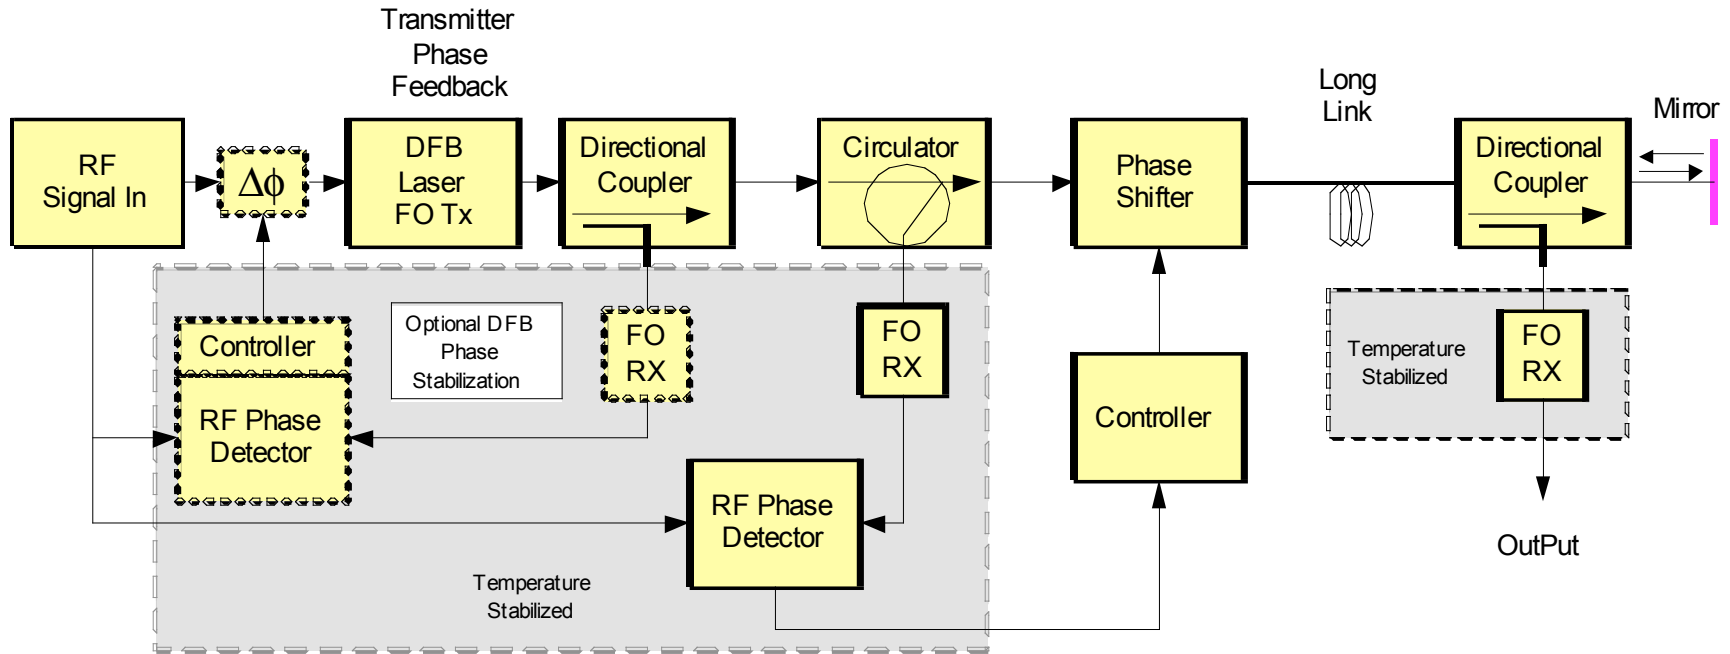 Transmitter
Phase
Feedback
Long
Link
Mirror
RF
Signal In
Δϕ
DFB
Laser
FO Tx
Directional
Coupler
Circulator
Phase
Shifter
Directional
Coupler
Controller
RF Phase
Detector
Optional DFB
Phase
Stabilization
FO
RX
FO
RX
RF Phase
Detector
Temperature
Stabilized
Controller
Temperature
Stabilized
FO
RX
OutPut